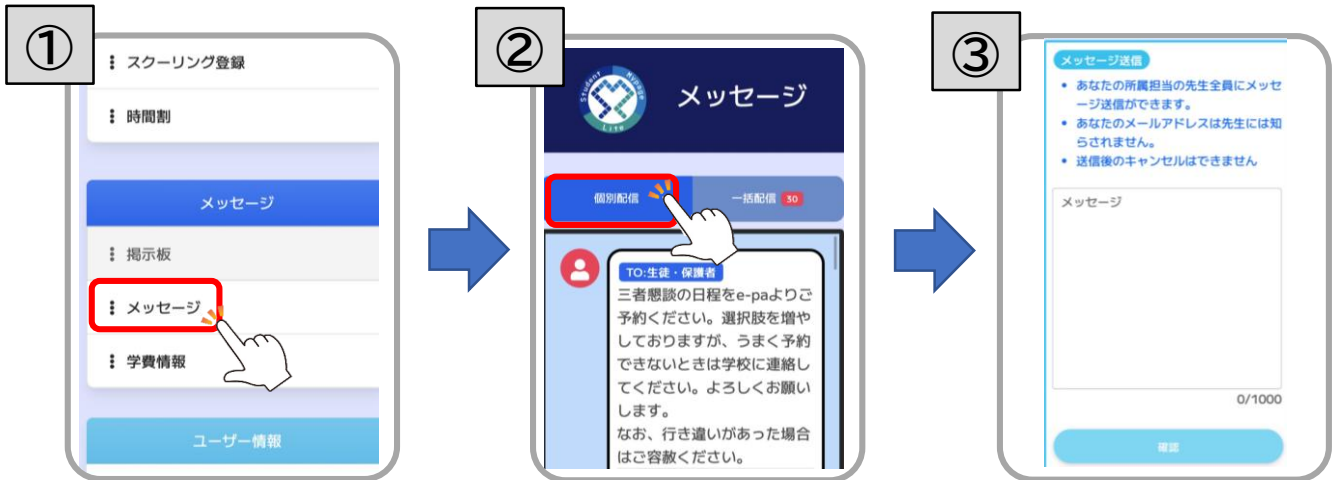 ①
スクーリング登録
時間割
メッセージ
掲示板
メッセージ
学費情報
ユーザー情報
②
Student Mypage
Lite
メッセージ
個別配信
一括配信 30
TO:生徒・保護者
三者懇談の日程をe-paよりご
予約ください。選択肢を増や
しておりますが、うまく予約
できないときは学校に連絡し
てください。よろしくお願い
します。
なお、行き違いがあった場合
はご容赦ください。
③
メッセージ送信
• あなたの所属担当の先生全員にメッセ
ージ送信ができます。
• あなたのメールアドレスは先生には知
らされません。
• 送信後のキャンセルはできません
メッセージ
0/1000
確認